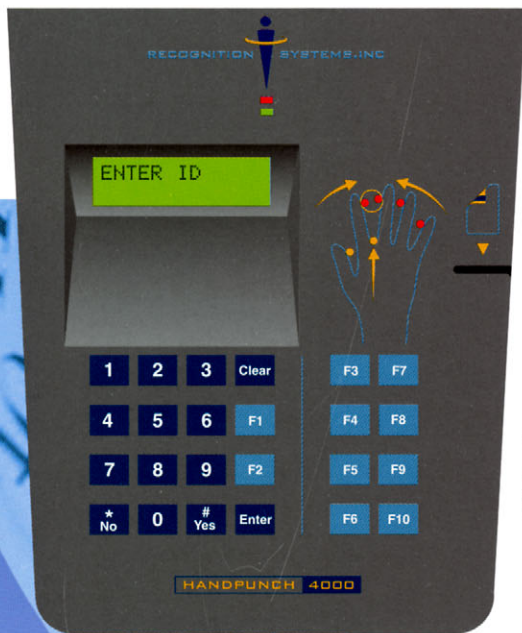 RECOGNITION SYSTEMS, INC
ENTER ID
1 2 3 Clear F3 F7
4 5 6 F1 F4 F8
7 8 9 F2 F5 F9
* No 0 # Yes Enter F6 F10
HANDPUNCH 4000